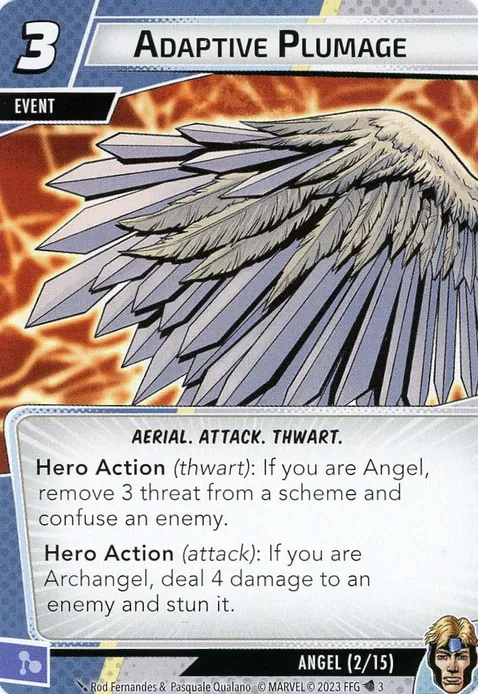 3
ADAPTIVE PLUMAGE
EVENT
AERIAL. ATTACK. THWART.
Hero Action (thwart): If you are Angel,
remove 3 threat from a scheme and
confuse an enemy.
Hero Action (attack): If you are
Archangel, deal 4 damage to an
enemy and stun it.
ANGEL (2/15)
Rod Fernandes & Pasquale Qualano © MARVEL © 2023 FFG 3